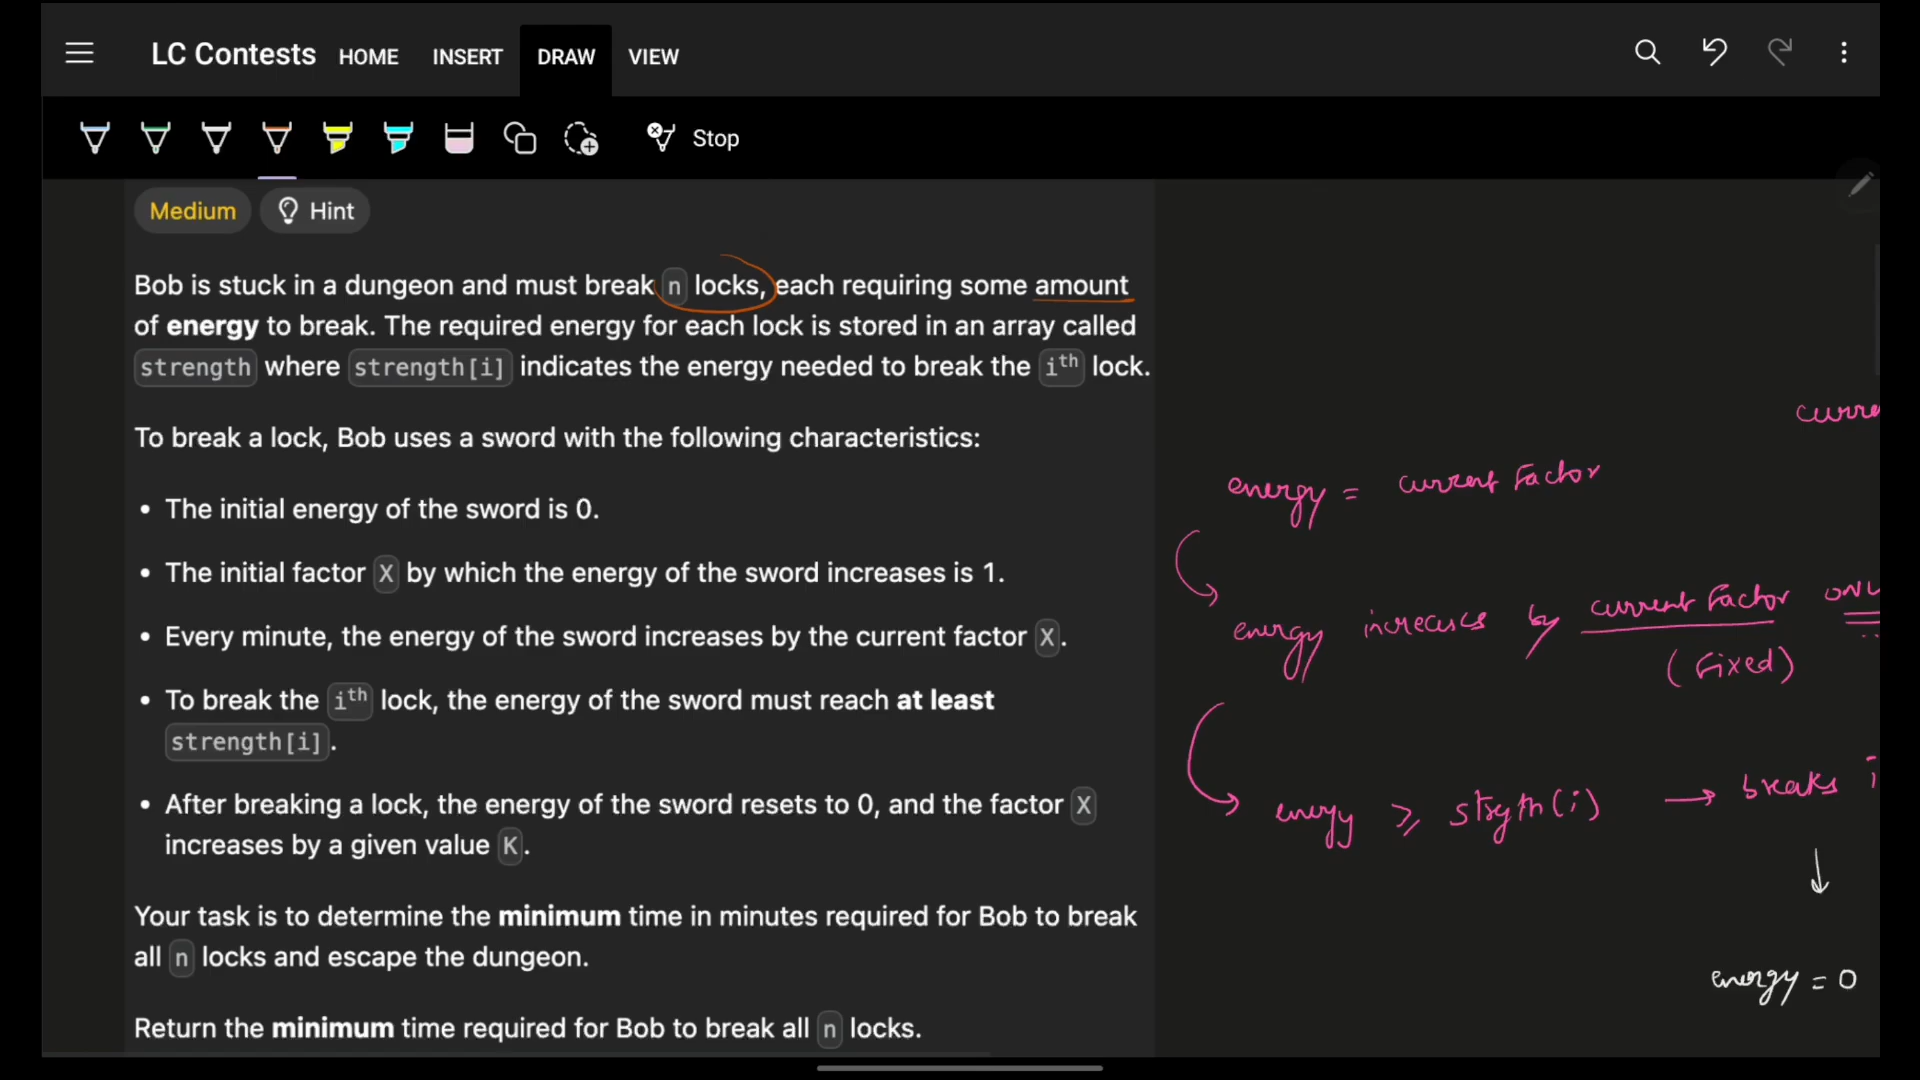 LC Contests HOME INSERT DRAW VIEW
Stop
Medium Hint
Bob is stuck in a dungeon and must break n locks, each requiring some amount
of energy to break. The required energy for each lock is stored in an array called
strength where strength[i] indicates the energy needed to break the ith lock.
To break a lock, Bob uses a sword with the following characteristics:
• The initial energy of the sword is 0.
• The initial factor X by which the energy of the sword increases is 1.
• Every minute, the energy of the sword increases by the current factor X.
• To break the ith lock, the energy of the sword must reach at least
strength[i].
• After breaking a lock, the energy of the sword resets to 0, and the factor X
increases by a given value K.
Your task is to determine the minimum time in minutes required for Bob to break
all n locks and escape the dungeon.
Return the minimum time required for Bob to break all n locks.
curre
energy = current Factor
energy increases by current Factor
(Fixed)
energy ⩾ strgth(i) → breaks i
↓
energy = 0